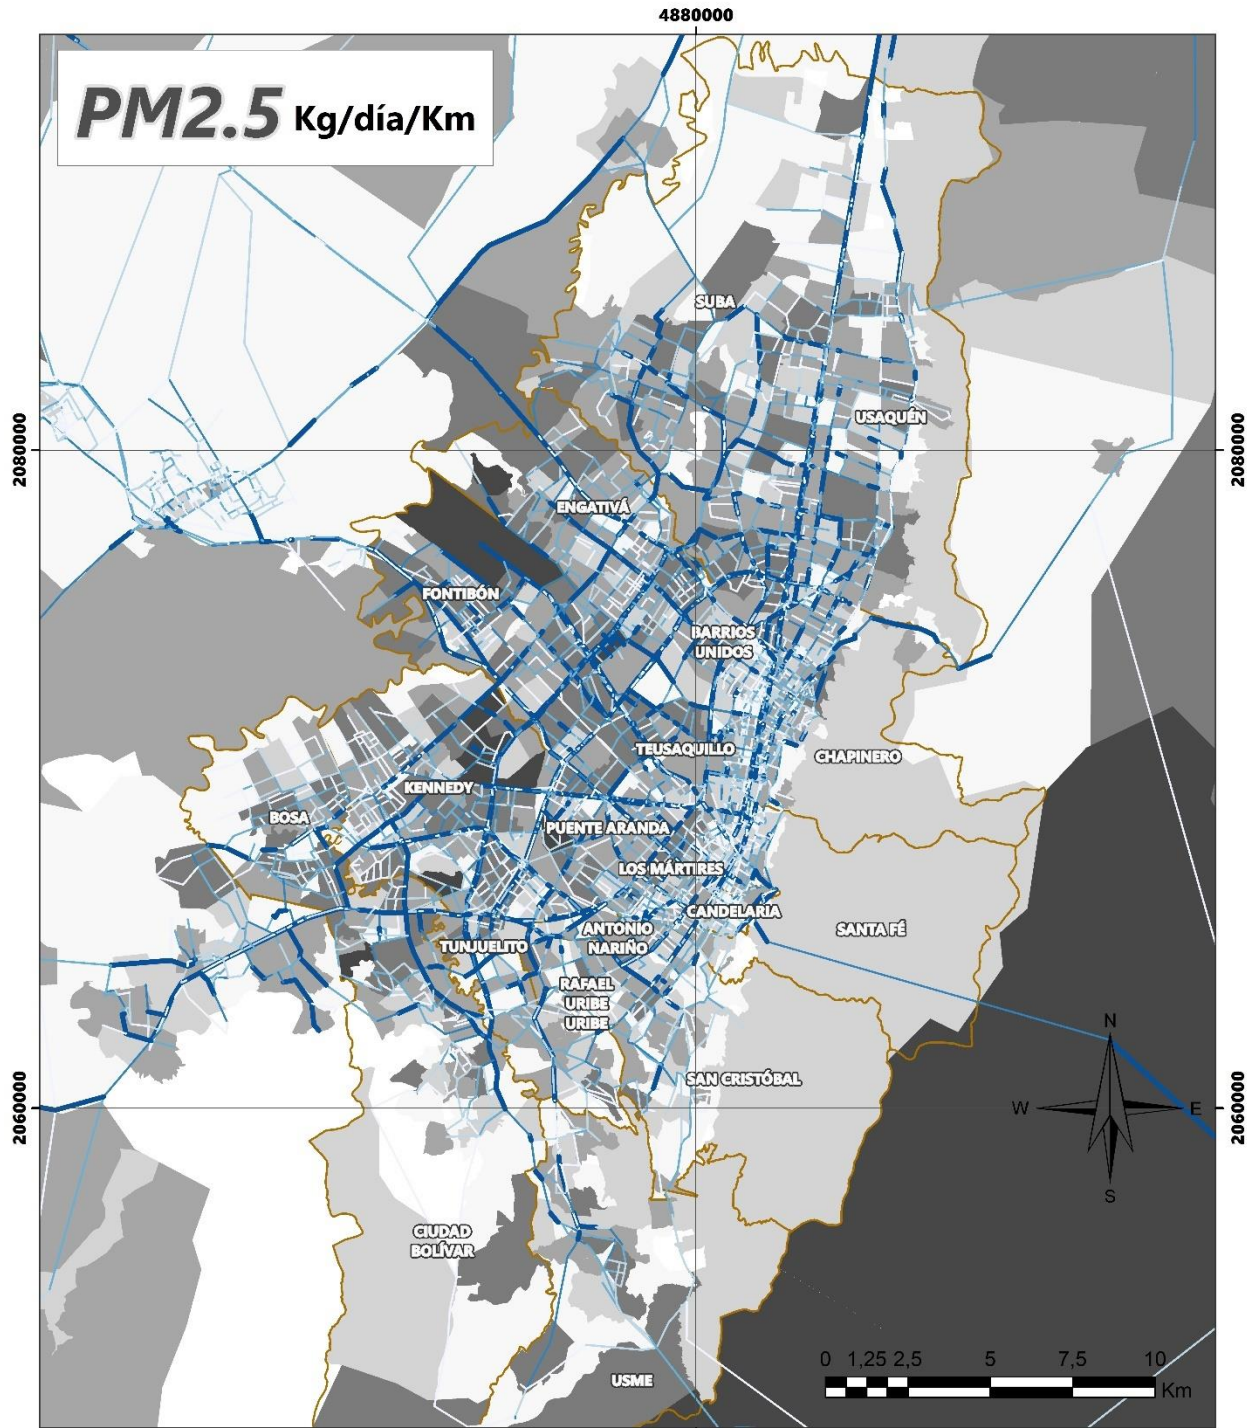 4880000
PM2.5 Kg/día/Km
SUBA
USAQUÉN
2080000
2080000
ENGATIVÁ
FONTIBÓN
BARRIOS
UNIDOS
TEUSAQUILLO
CHAPINERO
KENNEDY
BOSA
PUENTE ARANDA
LOS MÁRTIRES
CANDELARIA
SANTA FÉ
ANTONIO
NARIÑO
TUNJUELITO
RAFAEL
URIBE
URIBE
SAN CRISTÓBAL
N
W
E
S
2060000
2060000
CIUDAD
BOLÍVAR
USME
0 1,25 2,5 5 7,5 10
Km